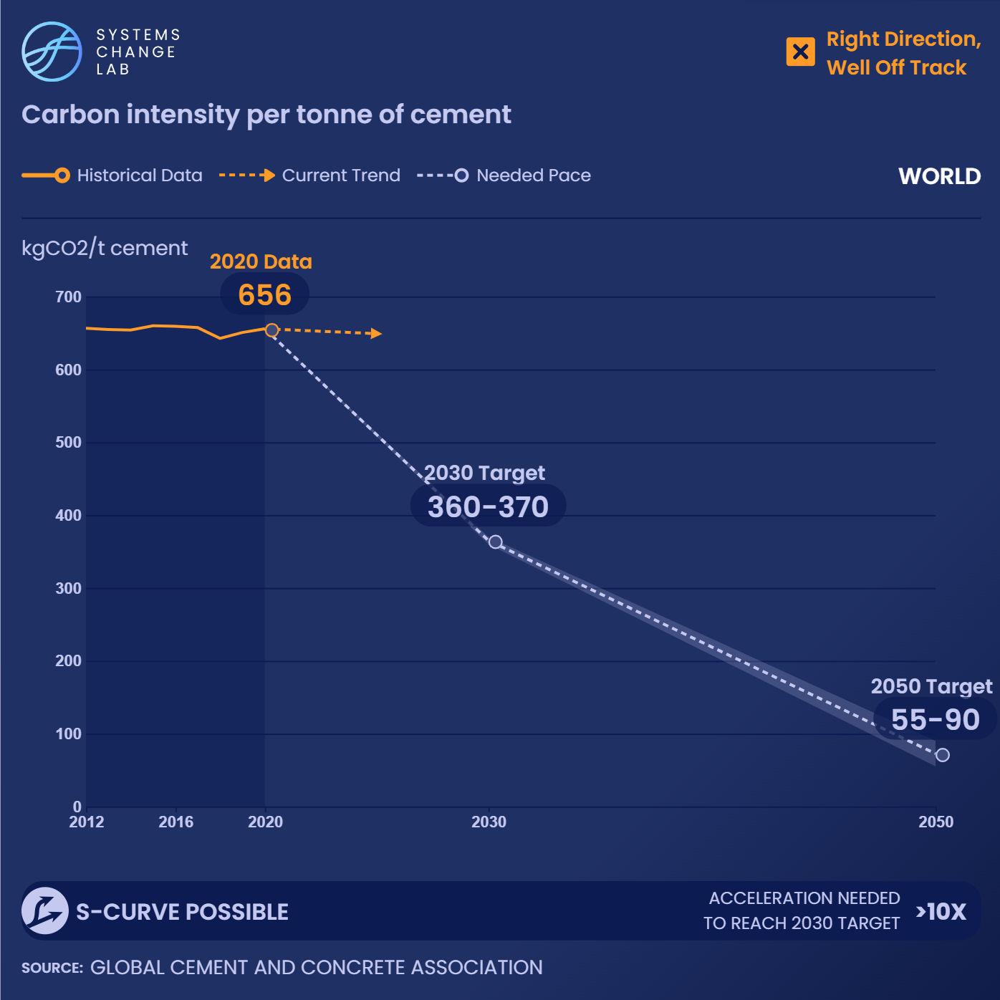 SYSTEMS
CHANGE
LAB
Right Direction,
Well Off Track
Carbon intensity per tonne of cement
Historical Data
Current Trend
Needed Pace
WORLD
kgCO2/t cement
2020 Data
656
700
600
500
400
300
200
100
0
2030 Target
360-370
2050 Target
55-90
2012
2016
2020
2030
2050
S-CURVE POSSIBLE
ACCELERATION NEEDED
TO REACH 2030 TARGET
>10X
SOURCE: GLOBAL CEMENT AND CONCRETE ASSOCIATION